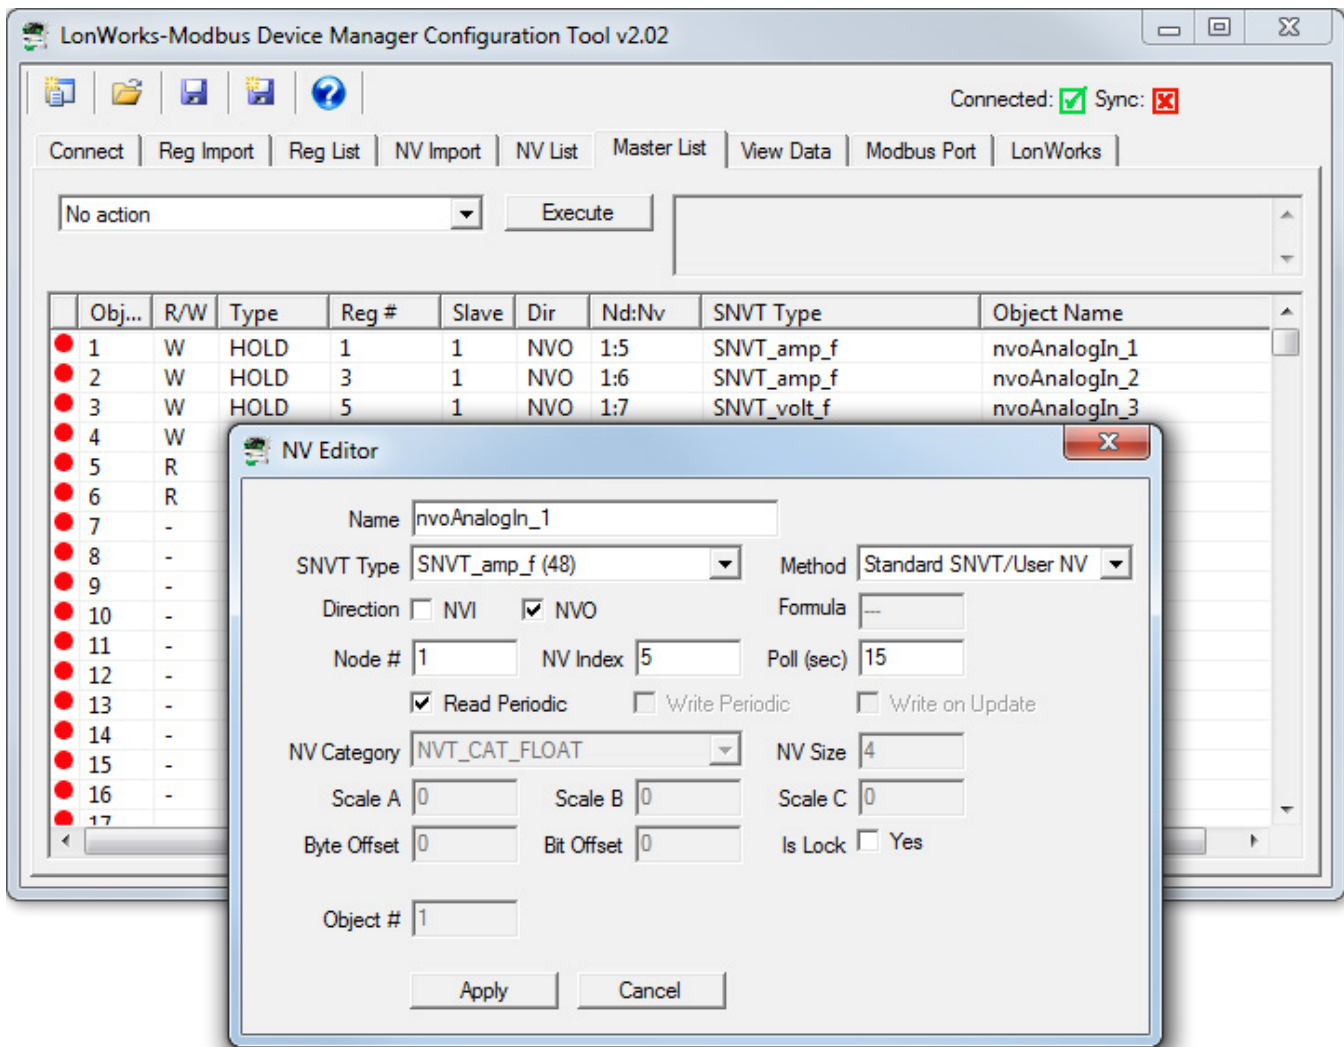 LonWorks-Modbus Device Manager Configuration Tool v2.02
Connected: Sync:
Connect Reg Import Reg List NV Import NV List Master List View Data Modbus Port LonWorks
No action Execute
Obj... R/W Type Reg # Slave Dir Nd:Nv SNVT Type Object Name
1 W HOLD 1 1 NVO 1:5 SNVT_amp_f nvoAnalogIn_1
2 W HOLD 3 1 NVO 1:6 SNVT_amp_f nvoAnalogIn_2
3 W HOLD 5 1 NVO 1:7 SNVT_volt_f nvoAnalogIn_3
4 W
5 R
6 R
7 -
8 -
9 -
10 -
11 -
12 -
13 -
14 -
15 -
16 -
17
NV Editor
Name nvoAnalogIn_1
SNVT Type SNVT_amp_f (48) Method Standard SNVT/User NV
Direction NVI NVO Formula ---
Node # 1 NV Index 5 Poll (sec) 15
Read Periodic Write Periodic Write on Update
NV Category NVT_CAT_FLOAT NV Size 4
Scale A 0 Scale B 0 Scale C 0
Byte Offset 0 Bit Offset 0 Is Lock Yes
Object # 1
Apply Cancel